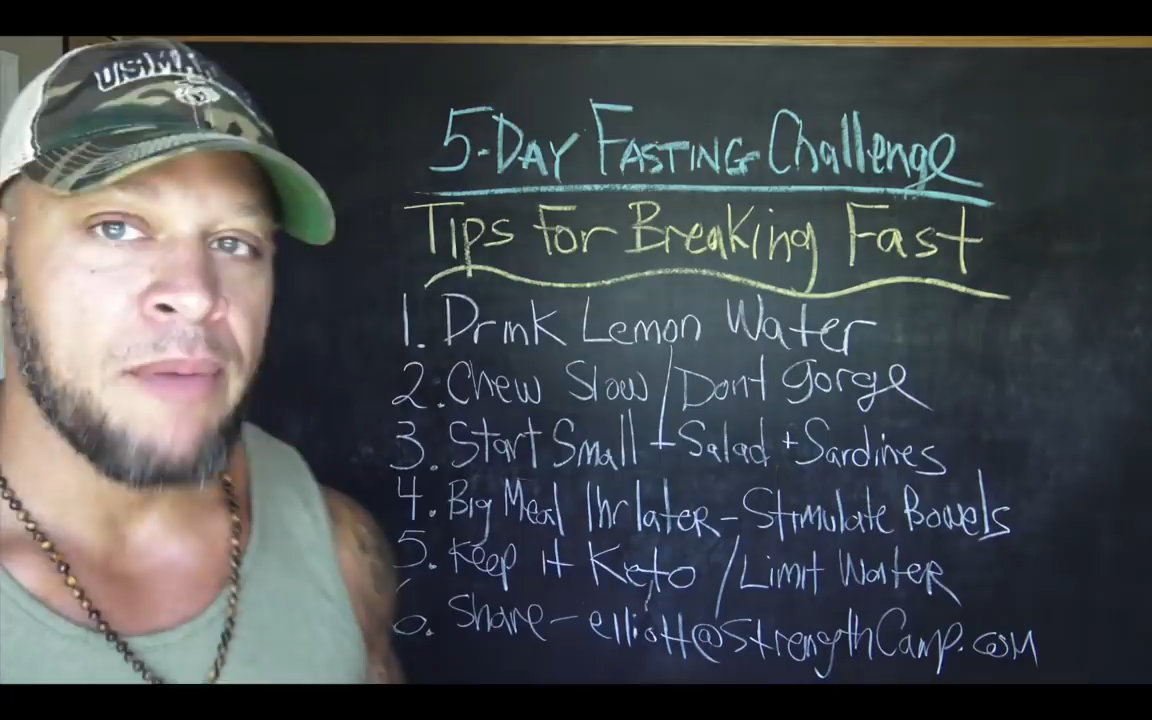 U.S. MAR
5-DAY FASTING Challenge
TIps For BreaKing Fast
1. Drink Lemon Water
2. Chew Slow / Dont gorge
3. Start Small - Salad + Sardines
4. Big Meal 1hr later - Stimulate Bowels
5. Keep it Keto / Limit Water
6. Share - elliott@StrengthCamp.com